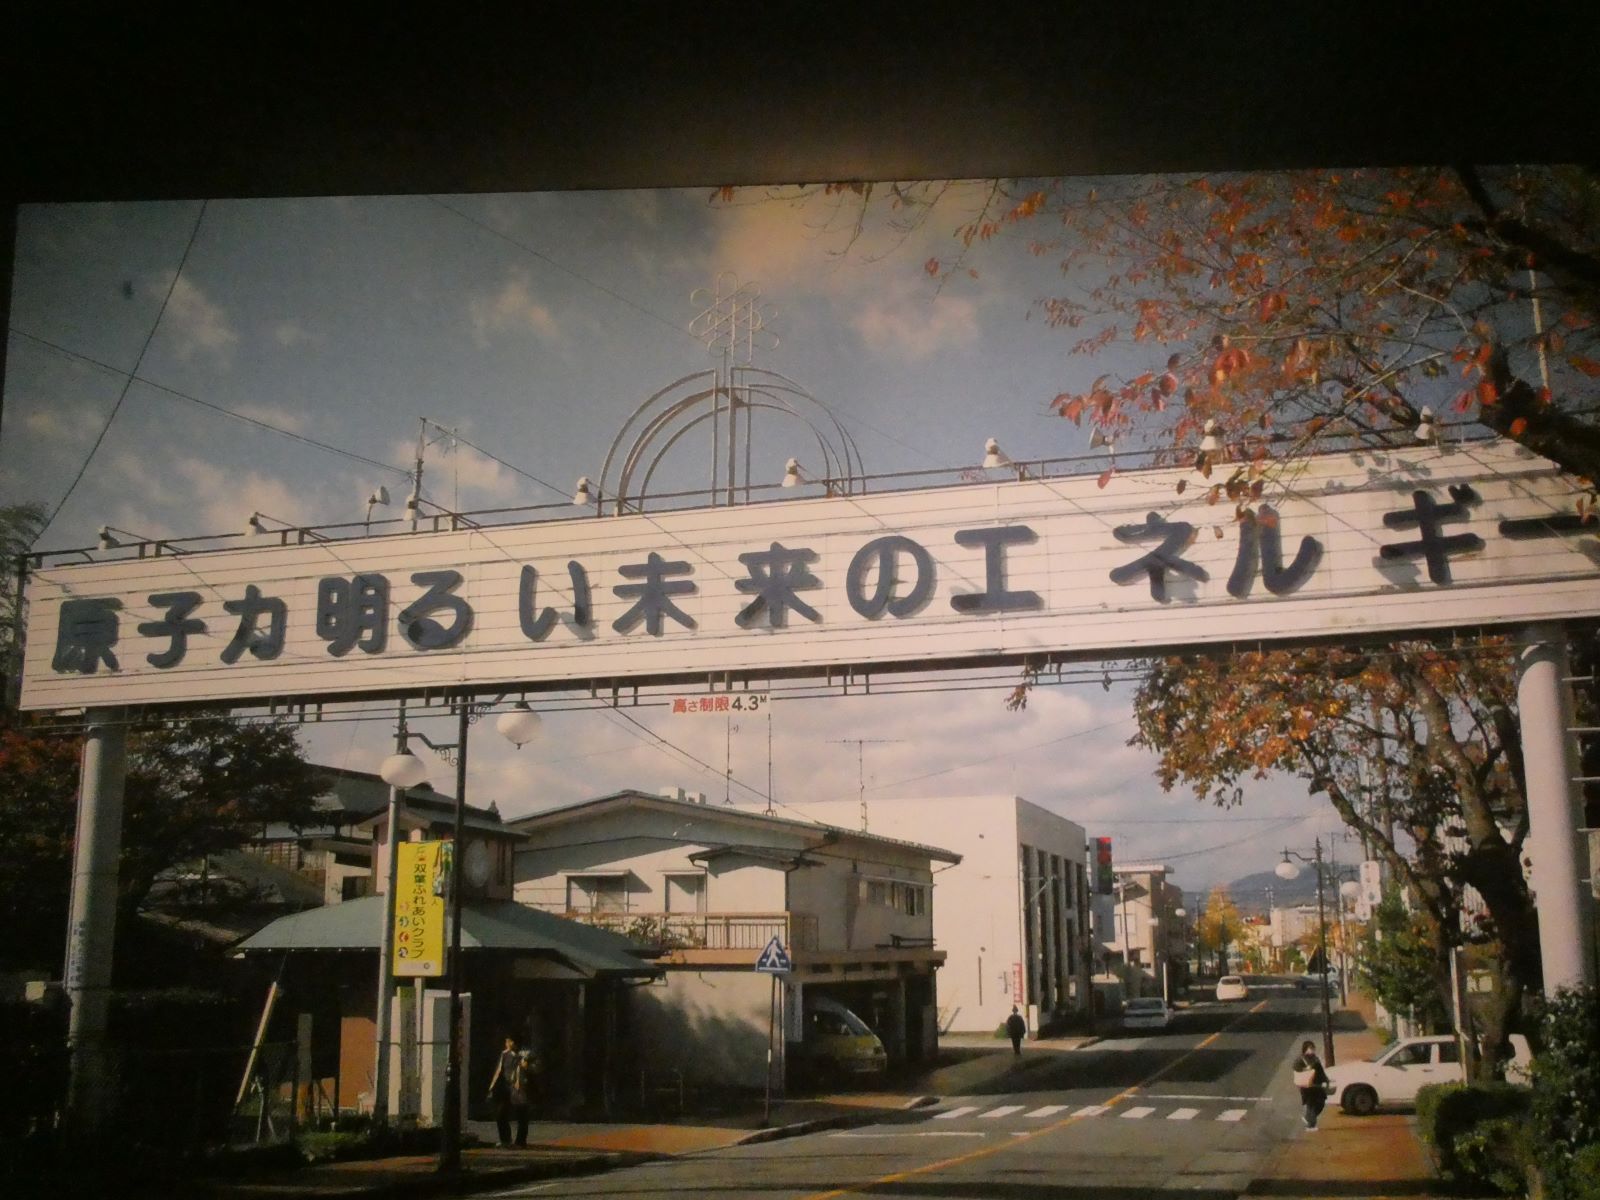 原子力 明るい未来のエネルギー
高さ制限4.3M
双葉ふれあいクラブ